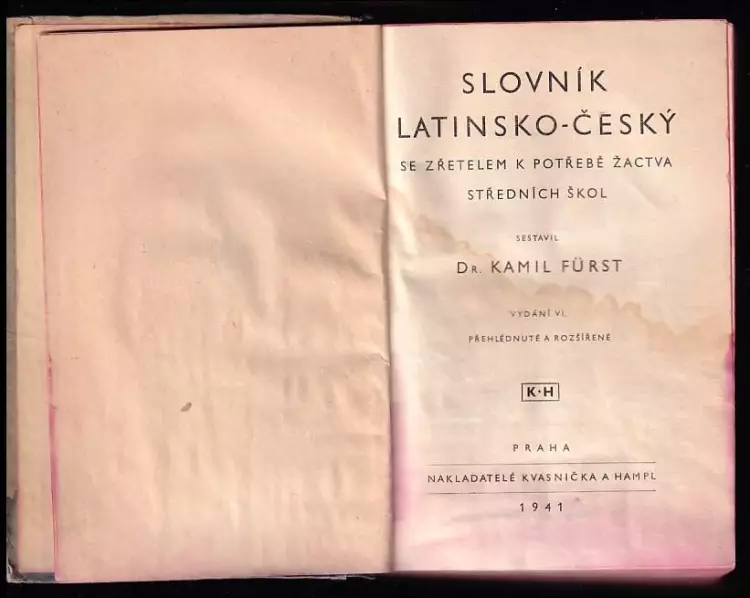 SLOVNÍK
LATINSKO-ČESKÝ
SE ZŘETELEM K POTŘEBĚ ŽACTVA
STŘEDNÍCH ŠKOL
SESTAVIL
DR. KAMIL FÜRST
VYDÁNÍ VI.
PŘEHLÉDNUTÉ A ROZŠÍŘENÉ
K·H
PRAHA
NAKLADATELÉ KVASNIČKA A HAMPL
1941